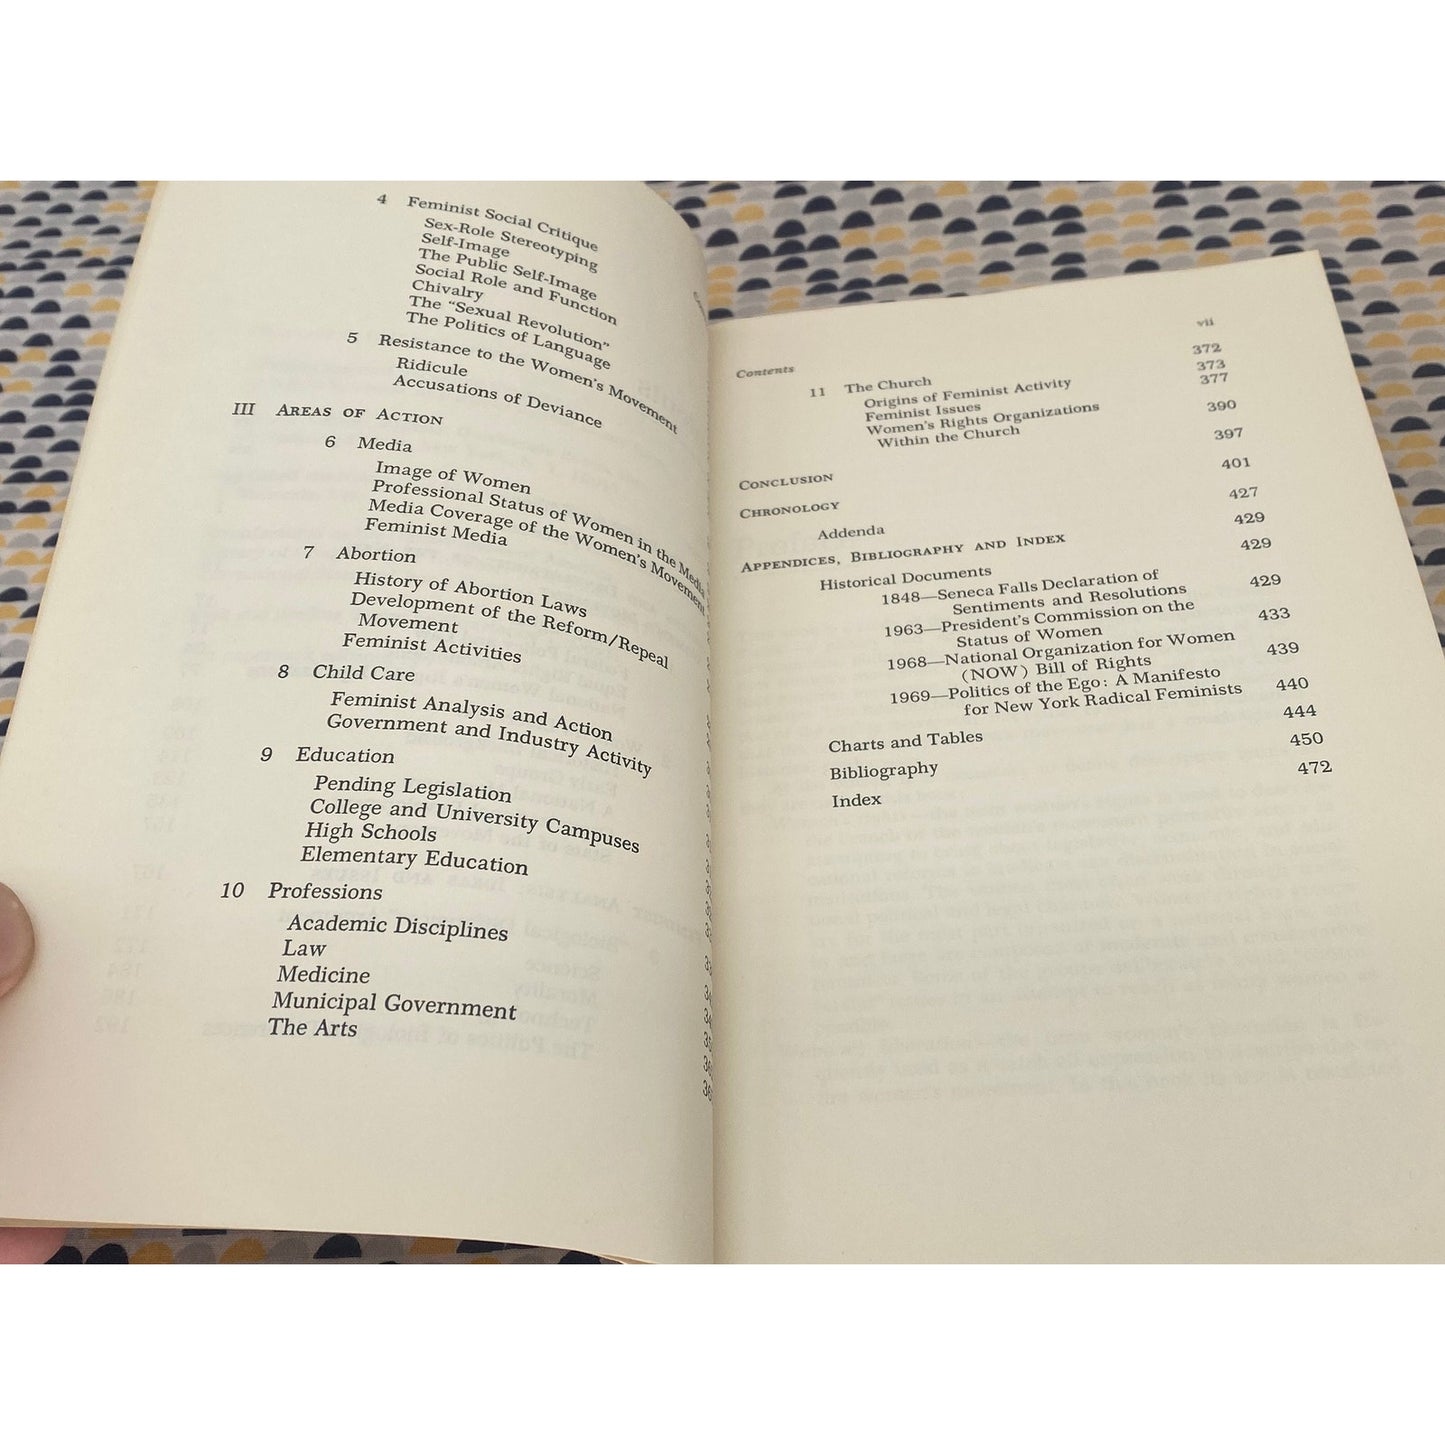 4 Feminist Social Critique
Sex-Role Stereotyping
Self-Image
The Public Self-Image
Social Role and Function
Chivalry
The "Sexual Revolution"
The Politics of Language
5 Resistance to the Women's Movement
Ridicule
Accusations of Deviance
III AREAS OF ACTION
6 Media
Image of Women
Professional Status of Women in the Media
Media Coverage of the Women's Movement
Feminist Media
7 Abortion
History of Abortion Laws
Development of the Reform/Repeal
Movement
Feminist Activities
8 Child Care
Feminist Analysis and Action
Government and Industry Activity
9 Education
Pending Legislation
College and University Campuses
High Schools
Elementary Education
10 Professions
Academic Disciplines
Law
Medicine
Municipal Government
The Arts
Contents vii
11 The Church 372
Origins of Feminist Activity 373
Feminist Issues 377
Women's Rights Organizations
Within the Church 390
CONCLUSION 397
CHRONOLOGY 401
Addenda 427
APPENDICES, BIBLIOGRAPHY AND INDEX 429
Historical Documents 429
1848—Seneca Falls Declaration of
Sentiments and Resolutions 429
1963—President's Commission on the
Status of Women 433
1968—National Organization for Women
(NOW) Bill of Rights 439
1969—Politics of the Ego: A Manifesto
for New York Radical Feminists 440
Charts and Tables 444
Bibliography 450
Index 472